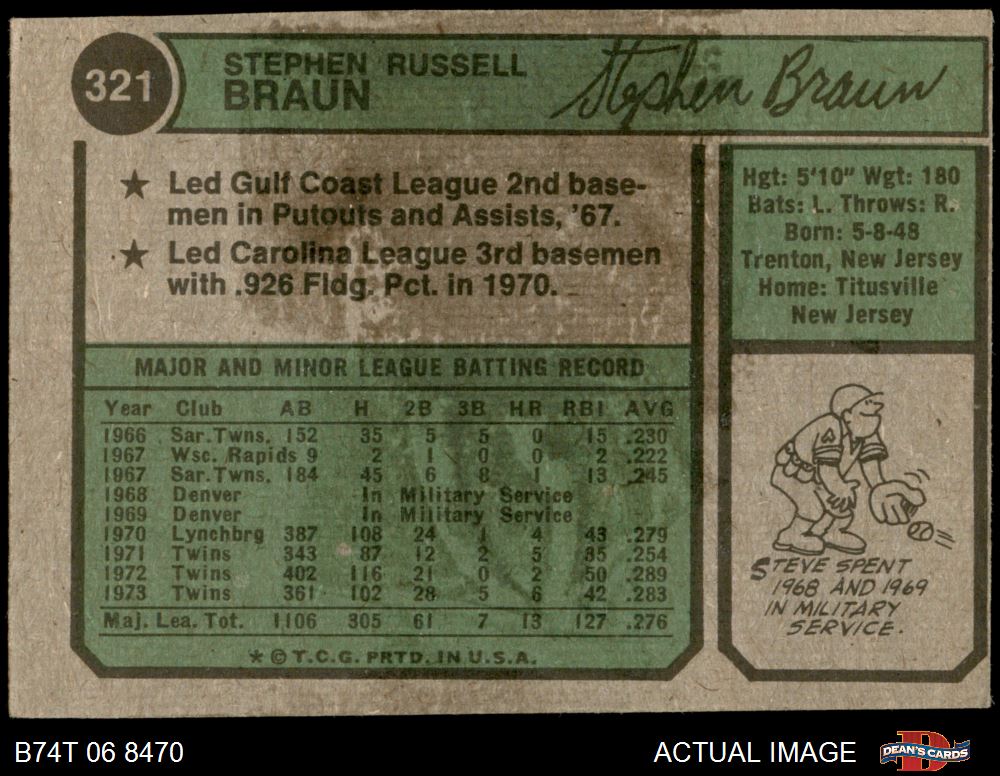 321
STEPHEN RUSSELL
BRAUN
Stephen Braun
★ Led Gulf Coast League 2nd base-
men in Putouts and Assists, '67.
★ Led Carolina League 3rd basemen
with .926 Fldg. Pct. in 1970.
Hgt: 5'10" Wgt: 180
Bats: L. Throws: R.
Born: 5-8-48
Trenton, New Jersey
Home: Titusville
New Jersey
MAJOR AND MINOR LEAGUE BATTING RECORD
Year Club AB H 2B 3B HR RBI AVG
1966 Sar. Twns. 152 35 5 5 0 15 .230
1967 Wsc. Rapids 9 2 1 0 0 2 .222
1967 Sar. Twns. 184 45 6 8 1 13 .245
1968 Denver In Military Service
1969 Denver In Military Service
1970 Lynchbrg 387 108 24 1 4 43 .279
1971 Twins 343 87 12 2 5 35 .254
1972 Twins 402 116 21 0 2 50 .289
1973 Twins 361 102 28 5 6 42 .283
Maj. Lea. Tot. 1106 305 61 7 13 127 .276
* © T.C.G. PRTD. IN U.S.A.
STEVE SPENT
1968 AND 1969
IN MILITARY
SERVICE.
B74T 06 8470
ACTUAL IMAGE
DEAN'S CARDS